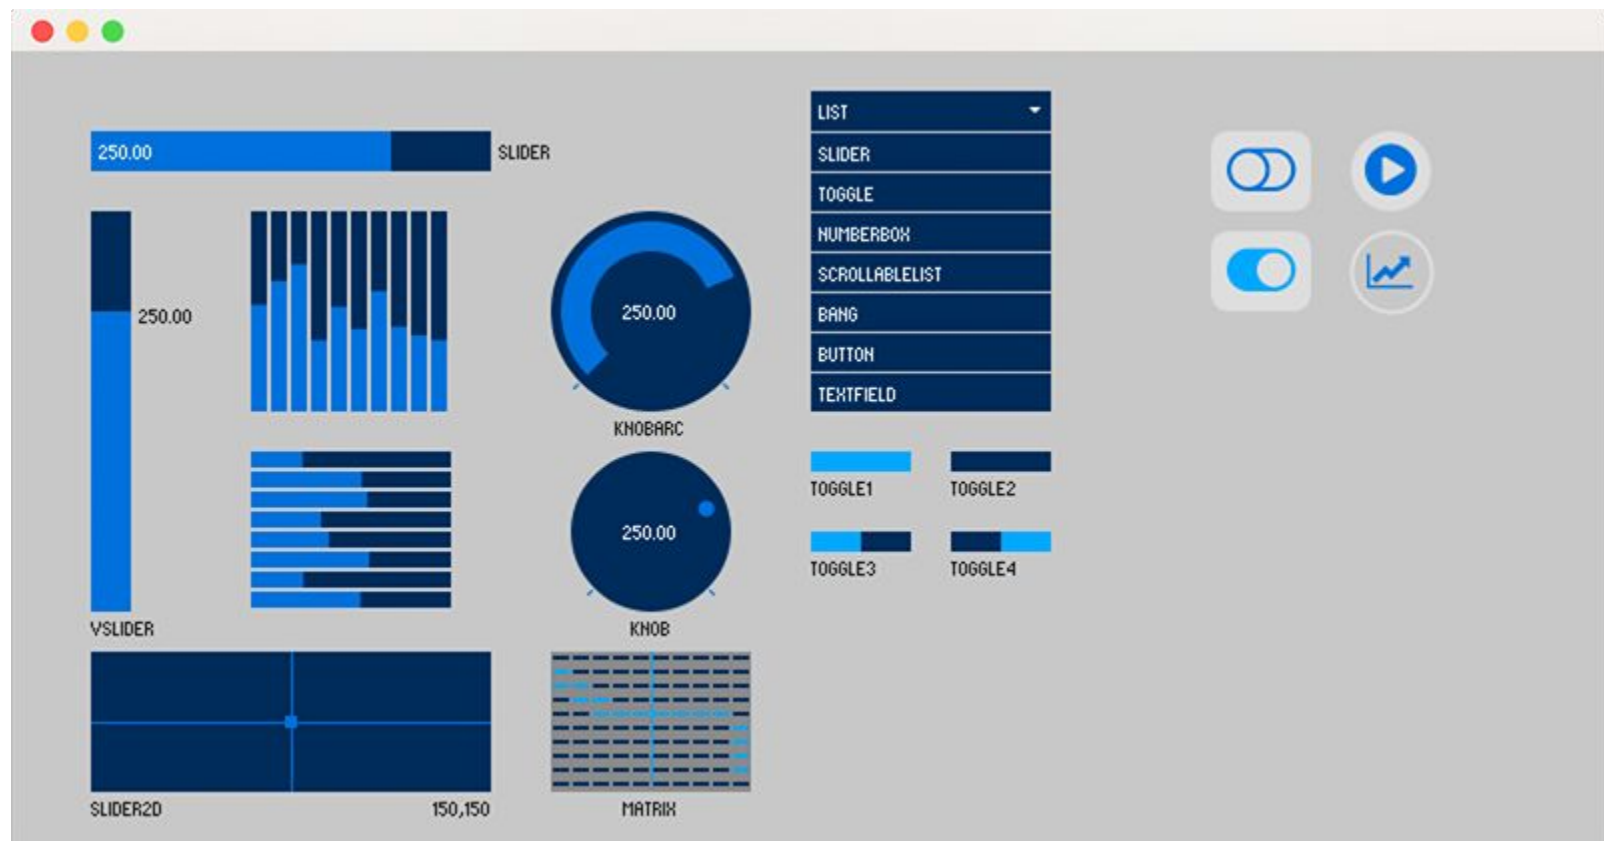 250.00
SLIDER
LIST
SLIDER
TOGGLE
NUMBERBOX
SCROLLABLELIST
BANG
BUTTON
TEXTFIELD
250.00
VSLIDER
250.00
KNOBARC
250.00
KNOB
TOGGLE1
TOGGLE2
TOGGLE3
TOGGLE4
SLIDER2D
150,150
MATRIX